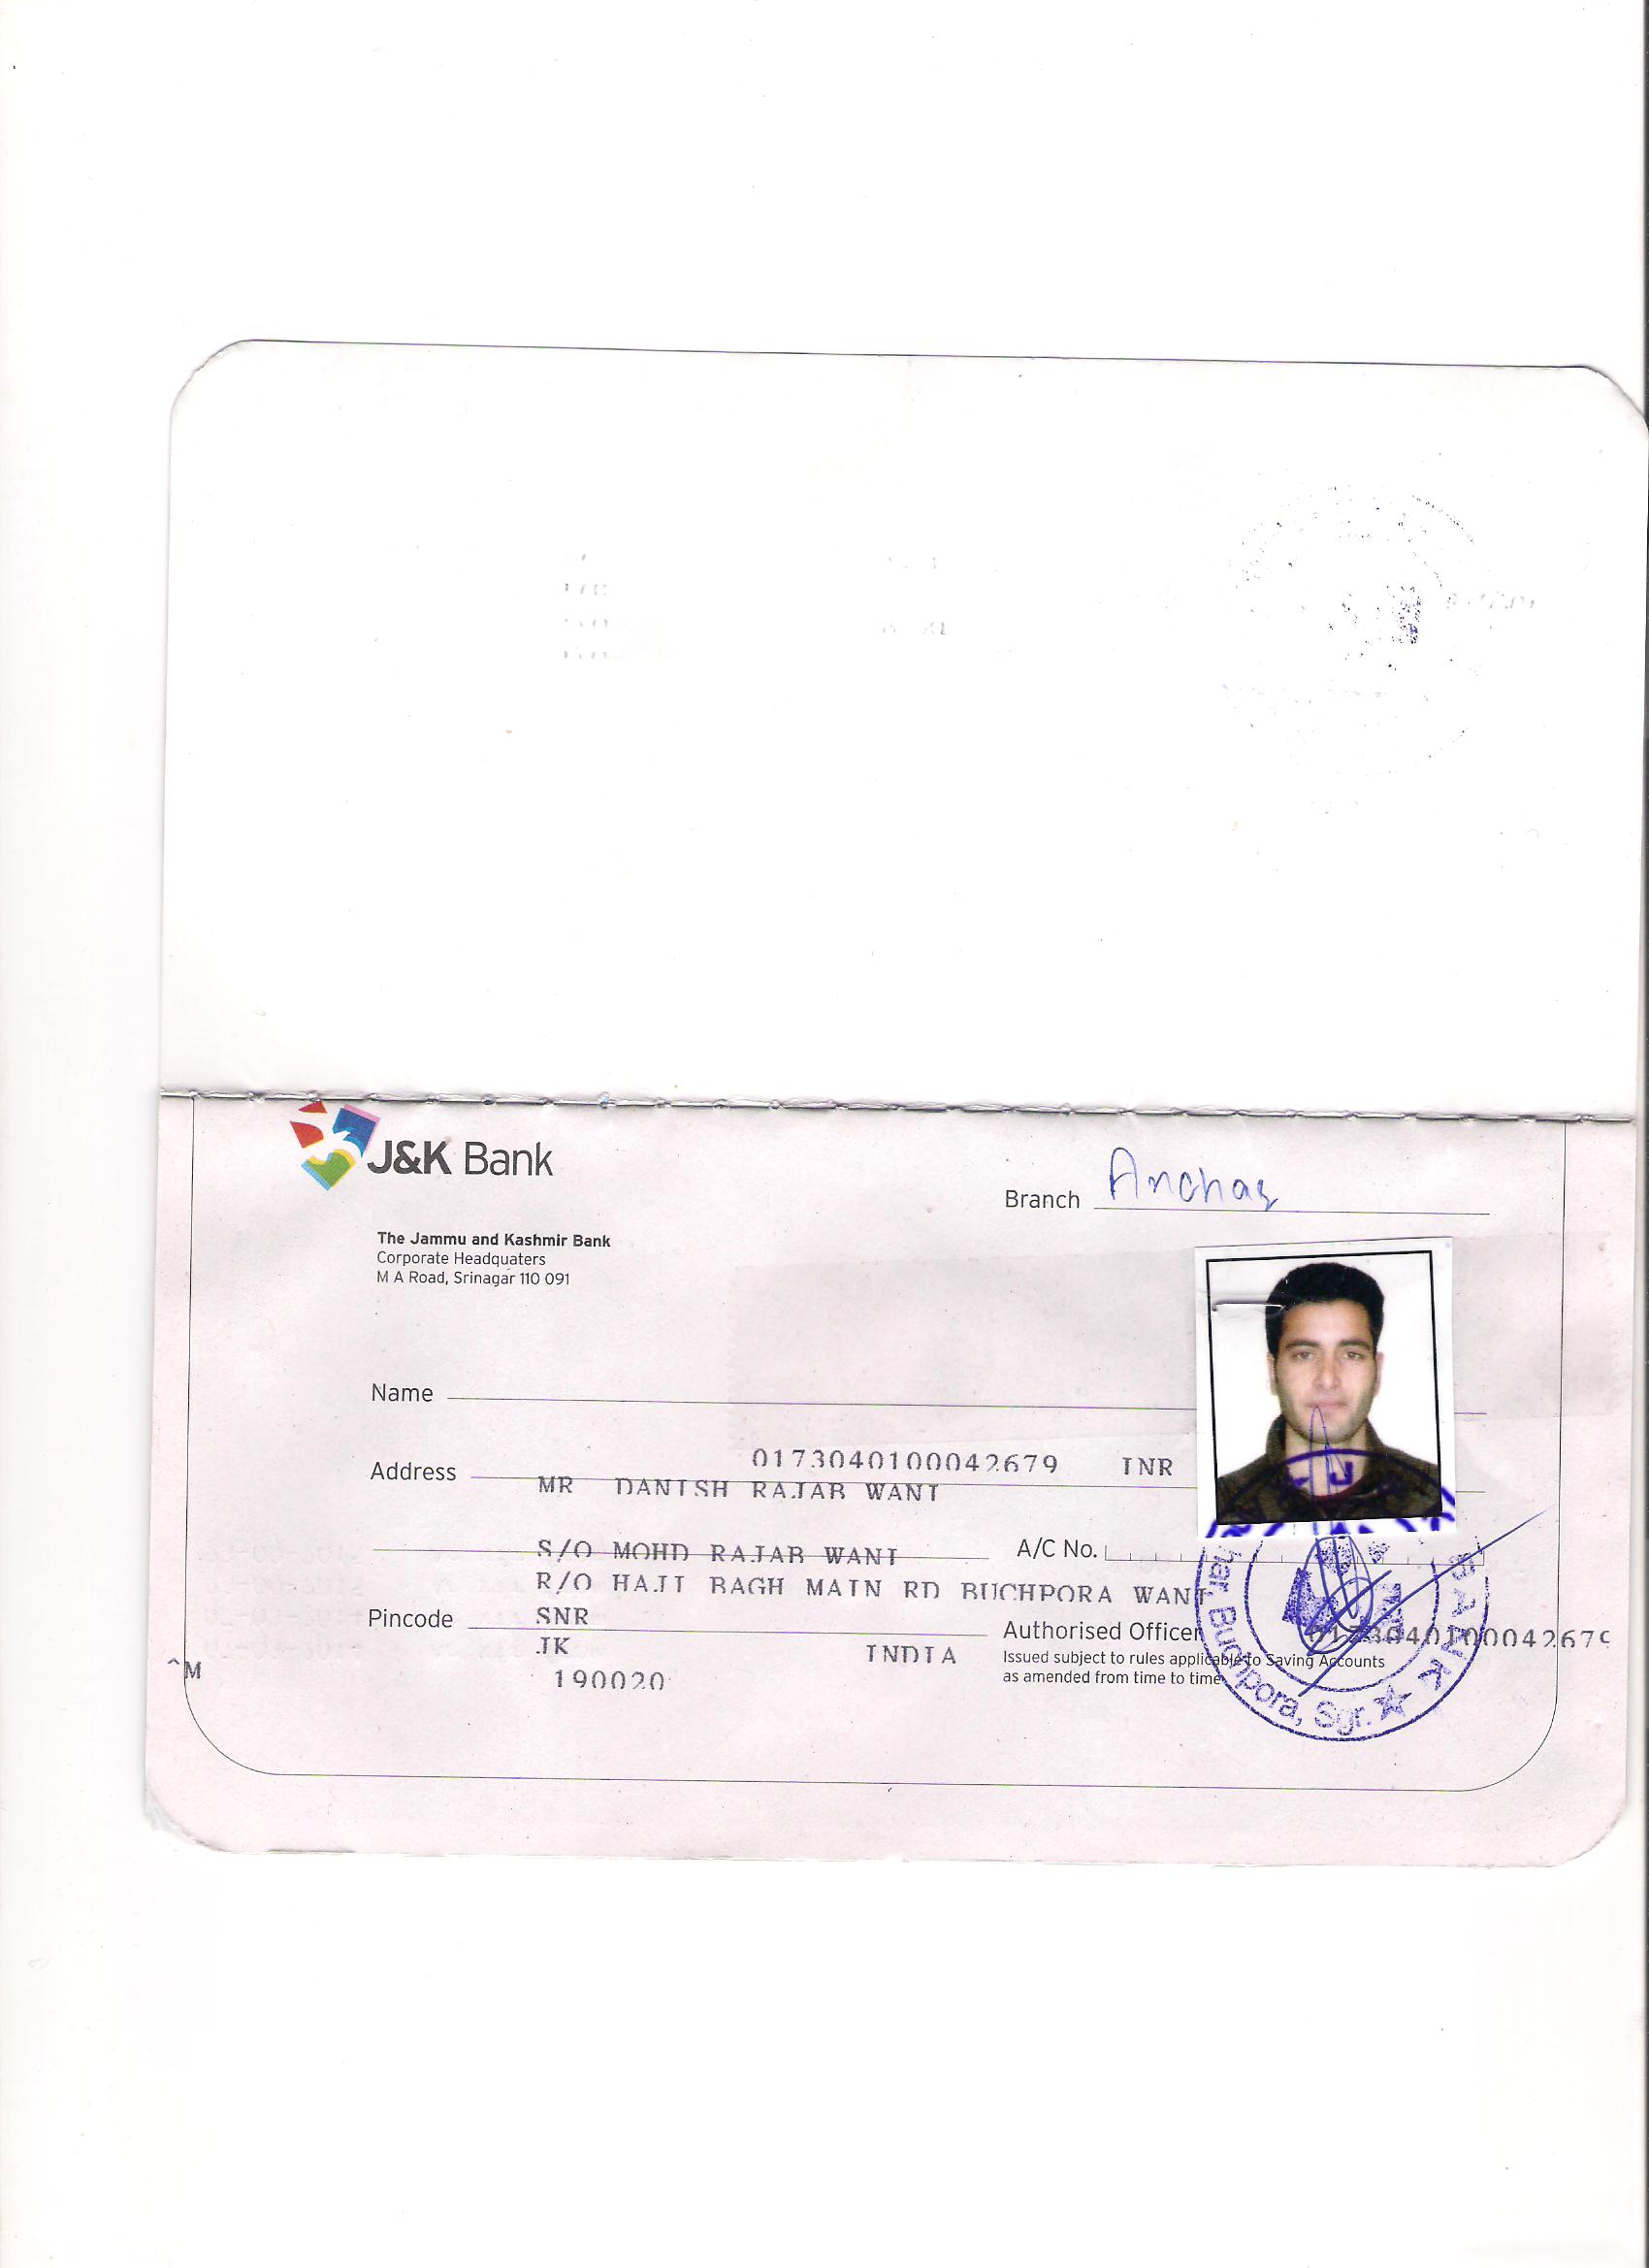 J&K Bank
Branch Anchar
The Jammu and Kashmir Bank
Corporate Headquaters
M A Road, Srinagar 110 091
Name
0173040100042679 INR
Address
MR DANISH RAJAB WANI
S/O MOHD RAJAB WANI
A/C No.
R/O HAJI BAGH MAIN RD BUCHPORA WANI
Pincode SNR
Authorised Officer 0173040100042679
JK INDIA
Issued subject to rules applicable to Saving Accounts
as amended from time to time
^M
190020
BANK
Buchpora, Sgr.